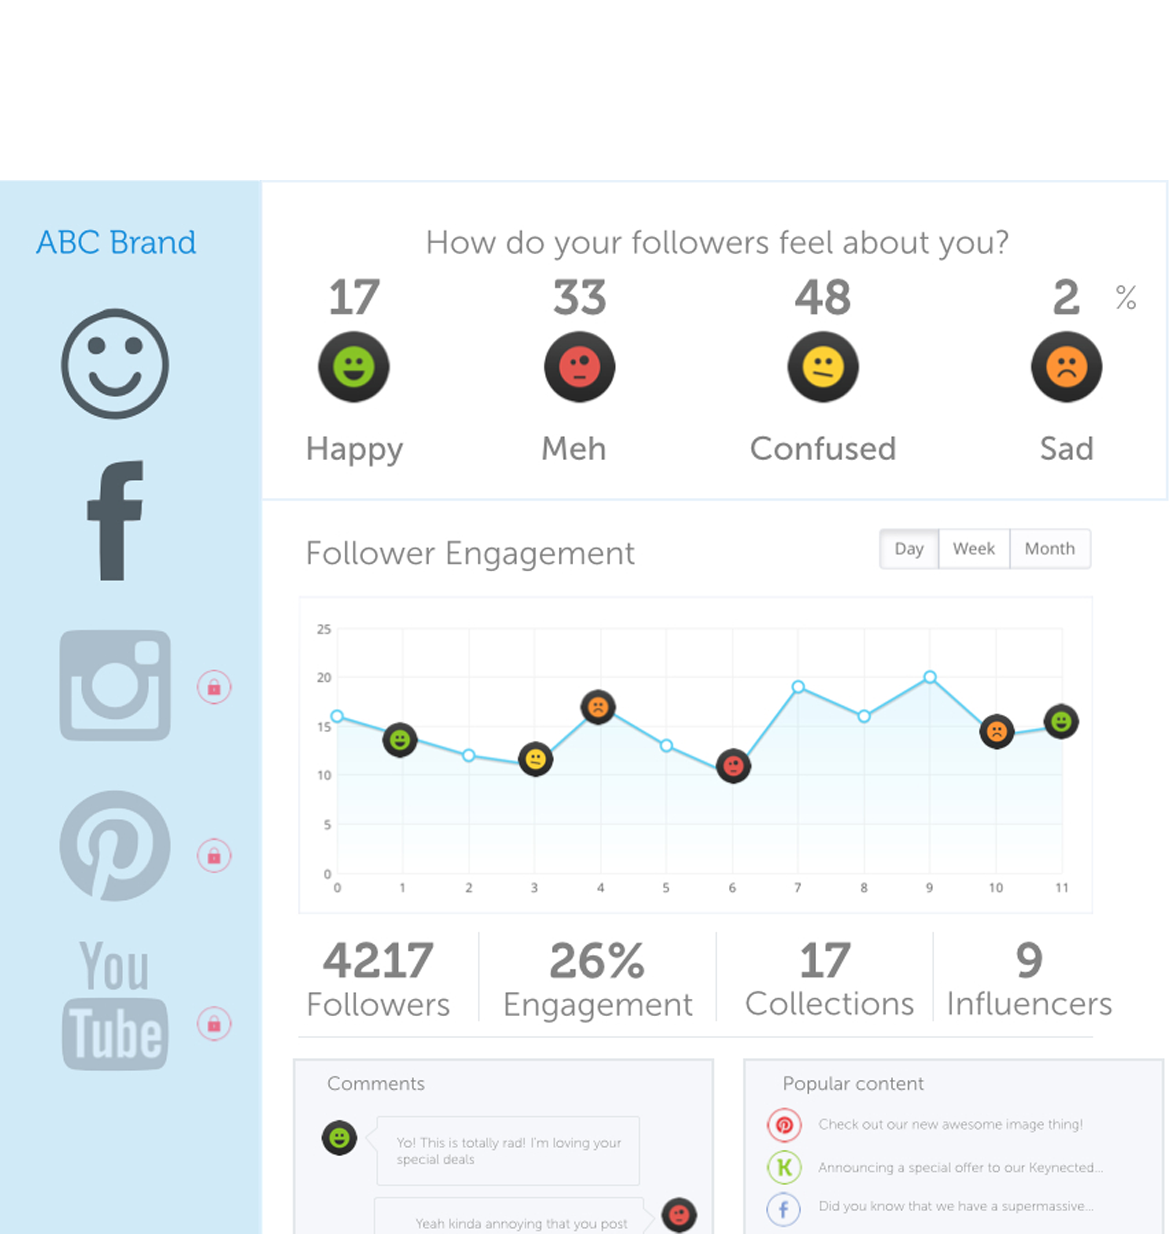 ABC Brand
How do your followers feel about you?
17 33 48 2 %
Happy Meh Confused Sad
Follower Engagement
Day Week Month
25
20
15
10
5
0
0 1 2 3 4 5 6 7 8 9 10 11
4217 26% 17 9
Followers Engagement Collections Influencers
You
Tube
Comments
Yo! This is totally rad! I'm loving your
special deals
Yeah kinda annoying that you post
Popular content
Check out our new awesome image thing!
K
Announcing a special offer to our Keynected...
Did you know that we have a supermassive...